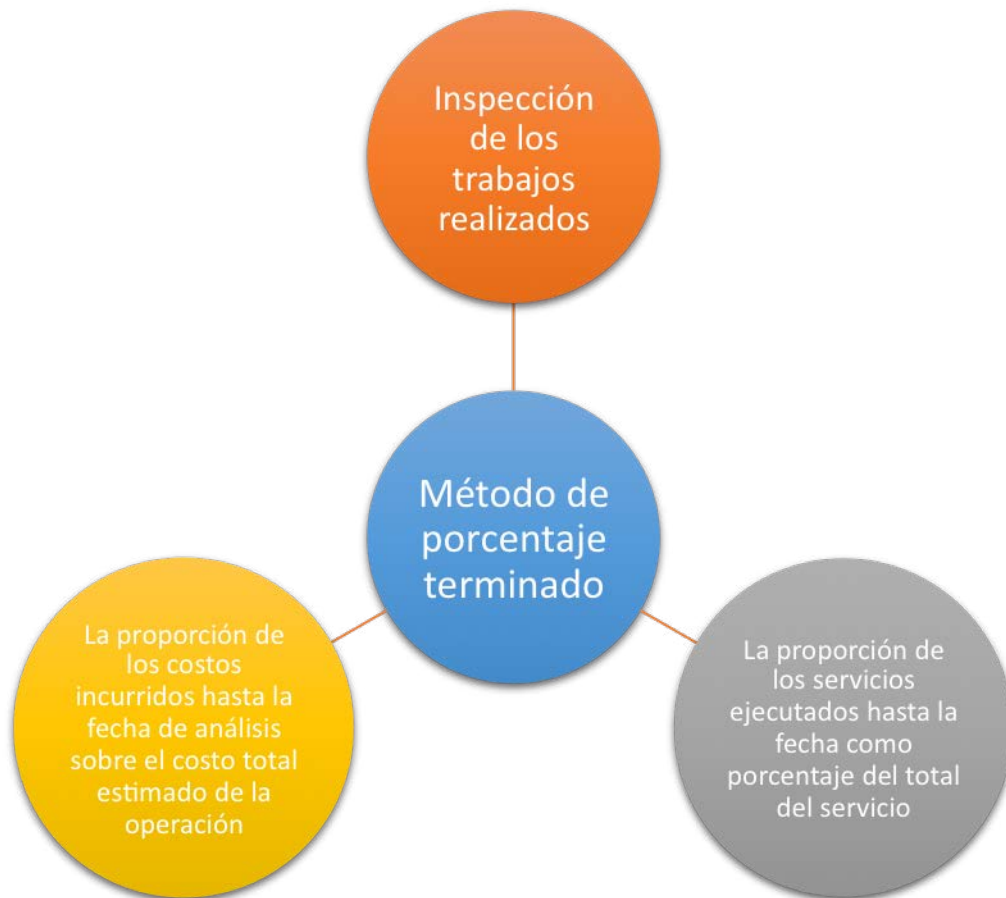 Inspección
de los
trabajos
realizados
Método de
porcentaje
terminado
La proporción de
los costos
incurridos hasta la
fecha de análisis
sobre el costo total
estimado de la
operación
La proporción de
los servicios
ejecutados hasta la
fecha como
porcentaje del total
del servicio